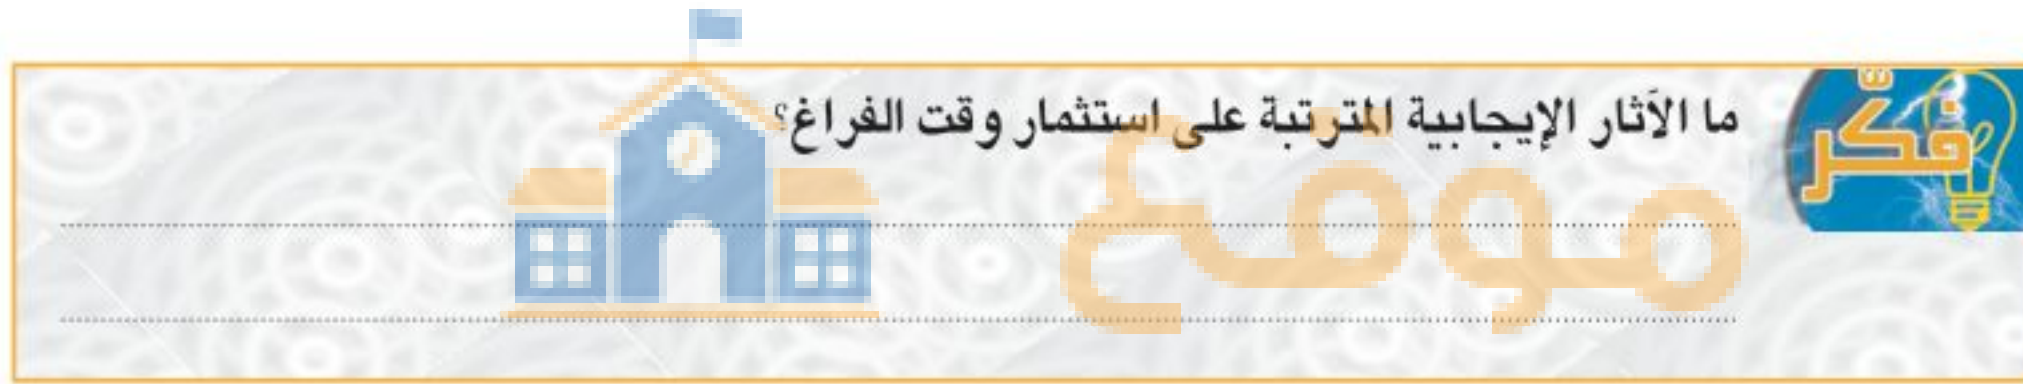 فكّر
ما الآثار الإيجابية المترتبة على استثمار وقت الفراغ؟
موقع